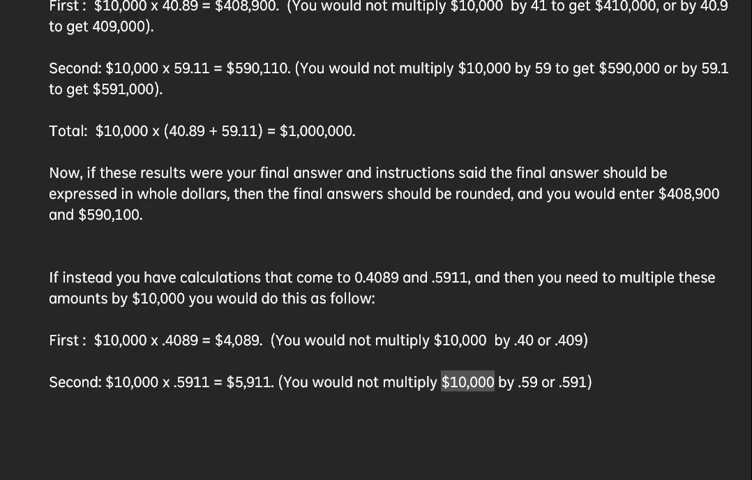 First : $10,000 x 40.89 = $408,900. (You would not multiply $10,000 by 41 to get $410,000, or by 40.9
to get 409,000).
Second: $10,000 x 59.11 = $590,110. (You would not multiply $10,000 by 59 to get $590,000 or by 59.1
to get $591,000).
Total: $10,000 x (40.89 + 59.11) = $1,000,000.
Now, if these results were your final answer and instructions said the final answer should be
expressed in whole dollars, then the final answers should be rounded, and you would enter $408,900
and $590,100.
If instead you have calculations that come to 0.4089 and .5911, and then you need to multiple these
amounts by $10,000 you would do this as follow:
First : $10,000 x .4089 = $4,089. (You would not multiply $10,000 by .40 or .409)
Second: $10,000 x .5911 = $5,911. (You would not multiply $10,000 by .59 or .591)